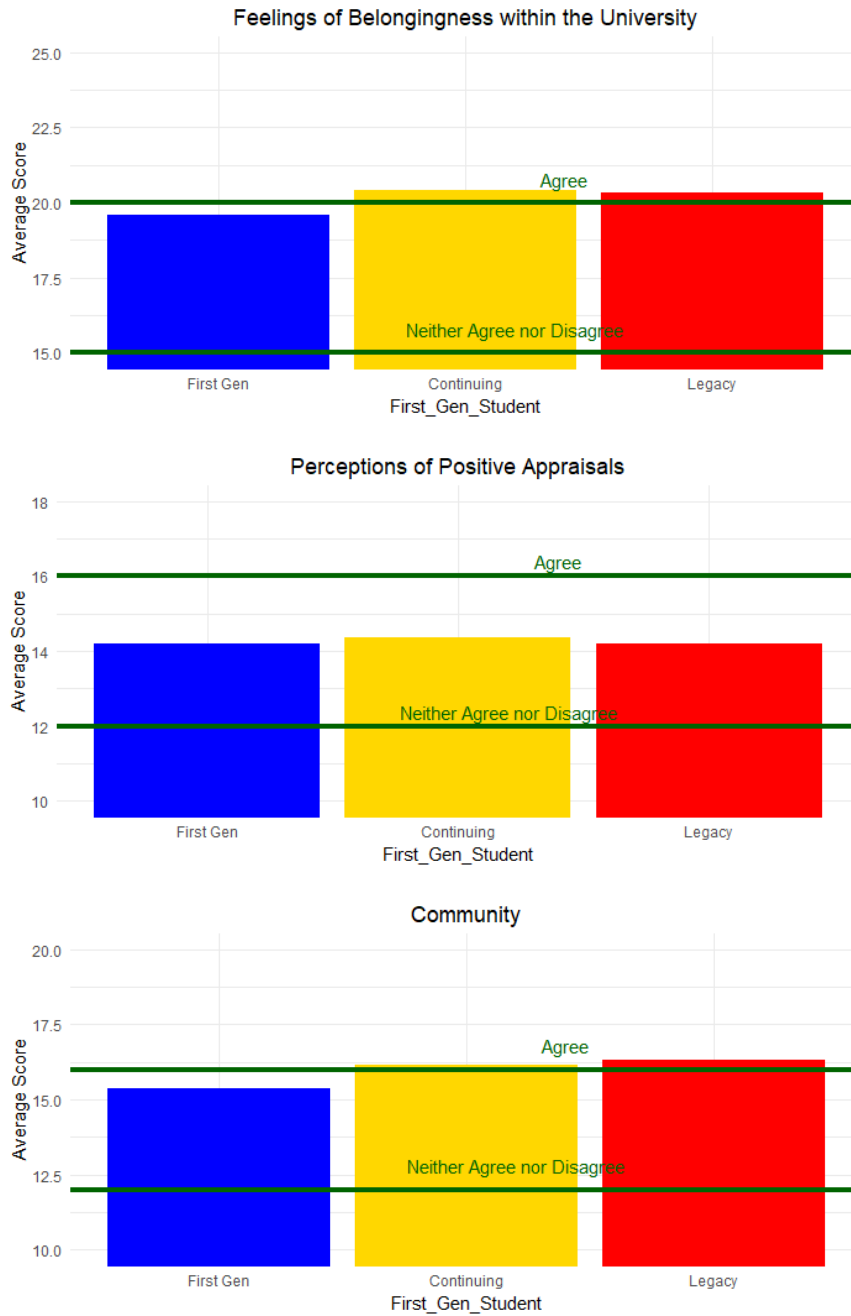 Feelings of Belongingness within the University
25.0
22.5
Agree
20.0
Average Score
17.5
Neither Agree nor Disagree
15.0
First Gen Continuing Legacy
First_Gen_Student
Perceptions of Positive Appraisals
18
Agree
16
Average Score
14
Neither Agree nor Disagree
12
10
First Gen Continuing Legacy
First_Gen_Student
Community
20.0
17.5
Agree
Average Score
15.0
Neither Agree nor Disagree
12.5
10.0
First Gen Continuing Legacy
First_Gen_Student